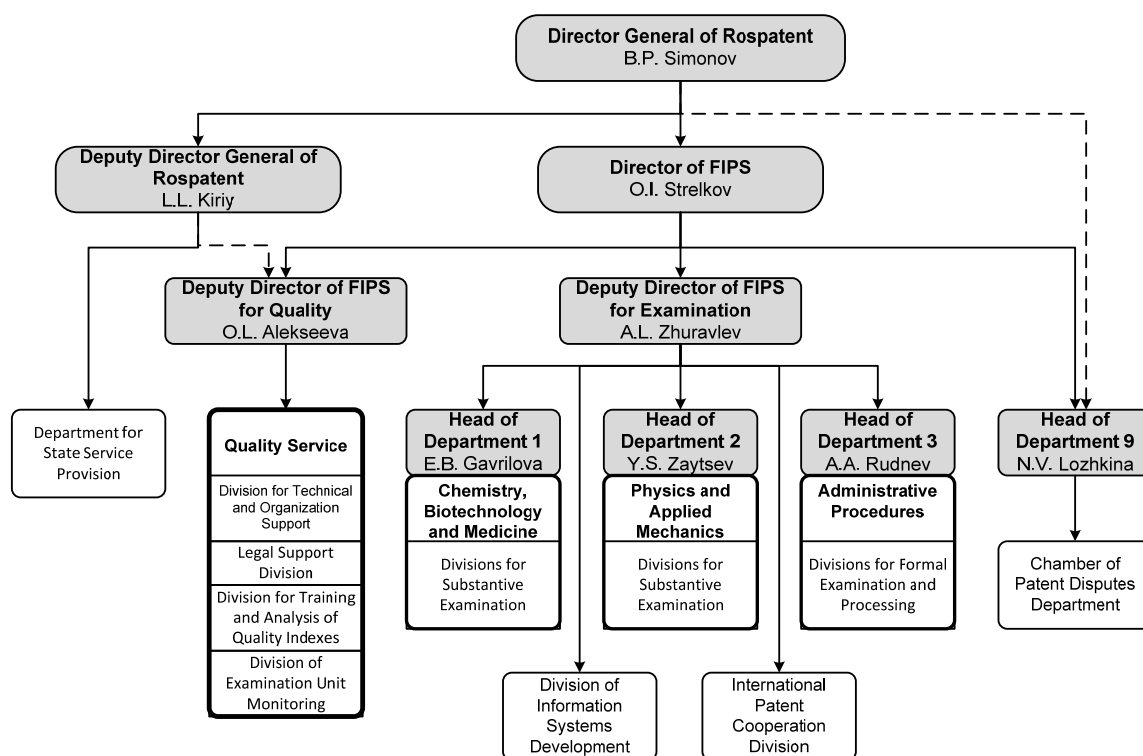 Director General of Rospatent
B.P. Simonov
Deputy Director General of
Rospatent
L.L. Kiriy
Director of FIPS
O.I. Strelkov
Deputy Director of FIPS
for Quality
O.L. Alekseeva
Deputy Director of FIPS
for Examination
A.L. Zhuravlev
Department for
State Service
Provision
Quality Service
Division for Technical
and Organization
Support
Legal Support
Division
Division for Training
and Analysis of
Quality Indexes
Division of
Examination Unit
Monitoring
Head of
Department 1
E.B. Gavrilova
Chemistry,
Biotechnology
and Medicine
Divisions for
Substantive
Examination
Head of
Department 2
Y.S. Zaytsev
Physics and
Applied
Mechanics
Divisions for
Substantive
Examination
Head of
Department 3
A.A. Rudnev
Administrative
Procedures
Divisions for Formal
Examination and
Processing
Head of
Department 9
N.V. Lozhkina
Chamber of
Patent Disputes
Department
Division of
Information
Systems
Development
International
Patent
Cooperation
Division